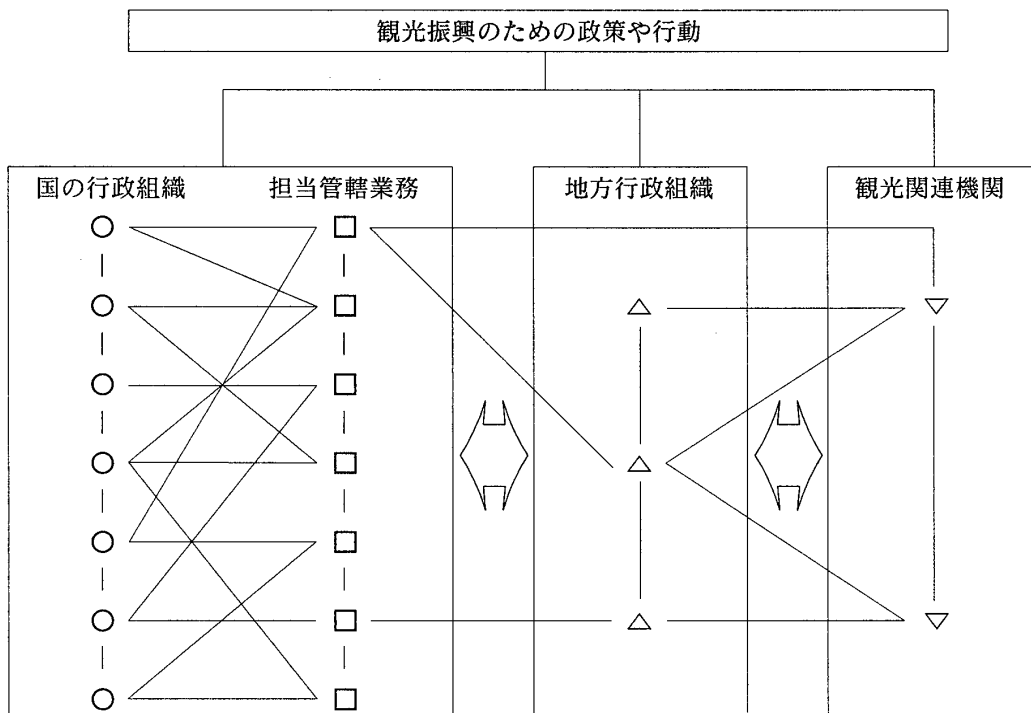 観光振興のための政策や行動
国の行政組織
担当管轄業務
地方行政組織
観光関連機関